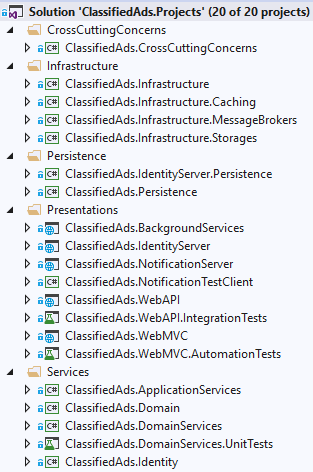 Solution 'ClassifiedAds.Projects' (20 of 20 projects)
CrossCuttingConcerns
C# ClassifiedAds.CrossCuttingConcerns
Infrastructure
C# ClassifiedAds.Infrastructure
C# ClassifiedAds.Infrastructure.Caching
C# ClassifiedAds.Infrastructure.MessageBrokers
C# ClassifiedAds.Infrastructure.Storages
Persistence
C# ClassifiedAds.IdentityServer.Persistence
C# ClassifiedAds.Persistence
Presentations
ClassifiedAds.BackgroundServices
ClassifiedAds.IdentityServer
ClassifiedAds.NotificationServer
C# ClassifiedAds.NotificationTestClient
ClassifiedAds.WebAPI
ClassifiedAds.WebAPI.IntegrationTests
ClassifiedAds.WebMVC
ClassifiedAds.WebMVC.AutomationTests
Services
C# ClassifiedAds.ApplicationServices
C# ClassifiedAds.Domain
C# ClassifiedAds.DomainServices
ClassifiedAds.DomainServices.UnitTests
C# ClassifiedAds.Identity